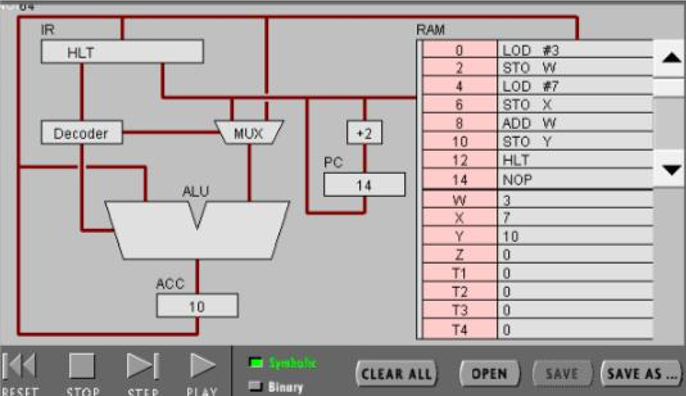 IR
HLT
Decoder
MUX
+2
PC
14
ALU
ACC
10
RAM
0 LOD #3
2 STO W
4 LOD #7
6 STO X
8 ADD W
10 STO Y
12 HLT
14 NOP
W 3
X 7
Y 10
Z 0
T1 0
T2 0
T3 0
T4 0
RESET STOP STEP PLAY
Symbolic
Binary
CLEAR ALL OPEN SAVE SAVE AS ...